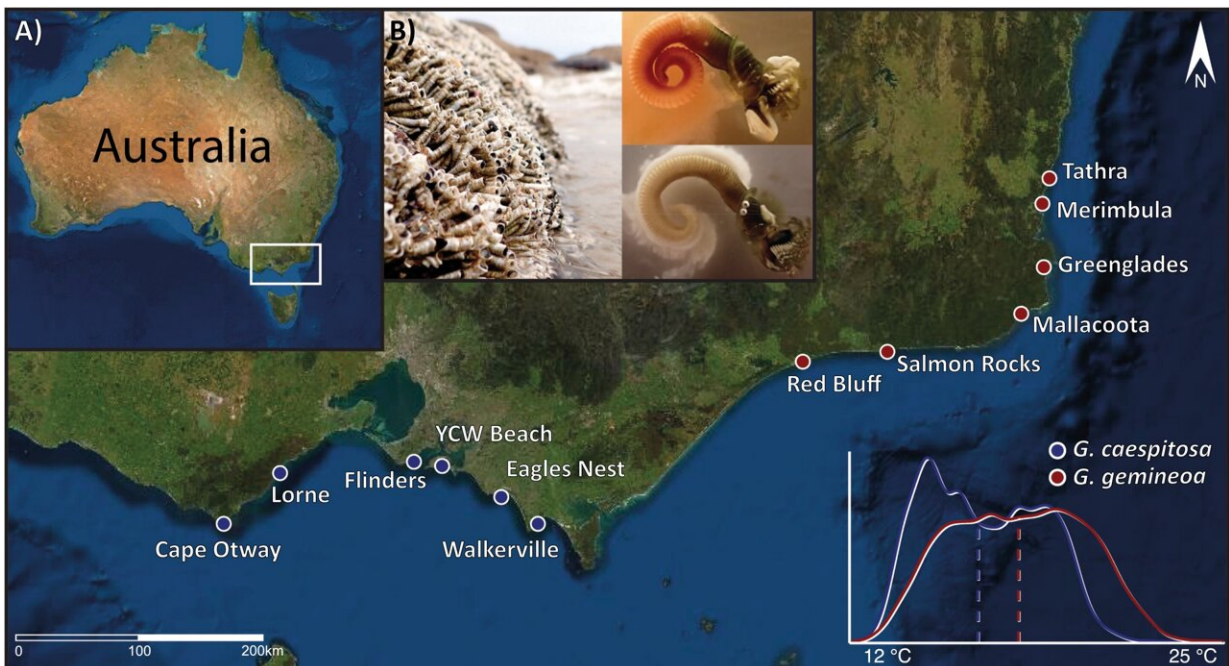 A)
Australia
B)
N
Tathra
Merimbula
Greenglades
Mallacoota
Salmon Rocks
Red Bluff
YCW Beach
Eagles Nest
Flinders
Lorne
Walkerville
Cape Otway
G. caespitosa
G. gemineoa
0 100 200km
12 °C 25 °C